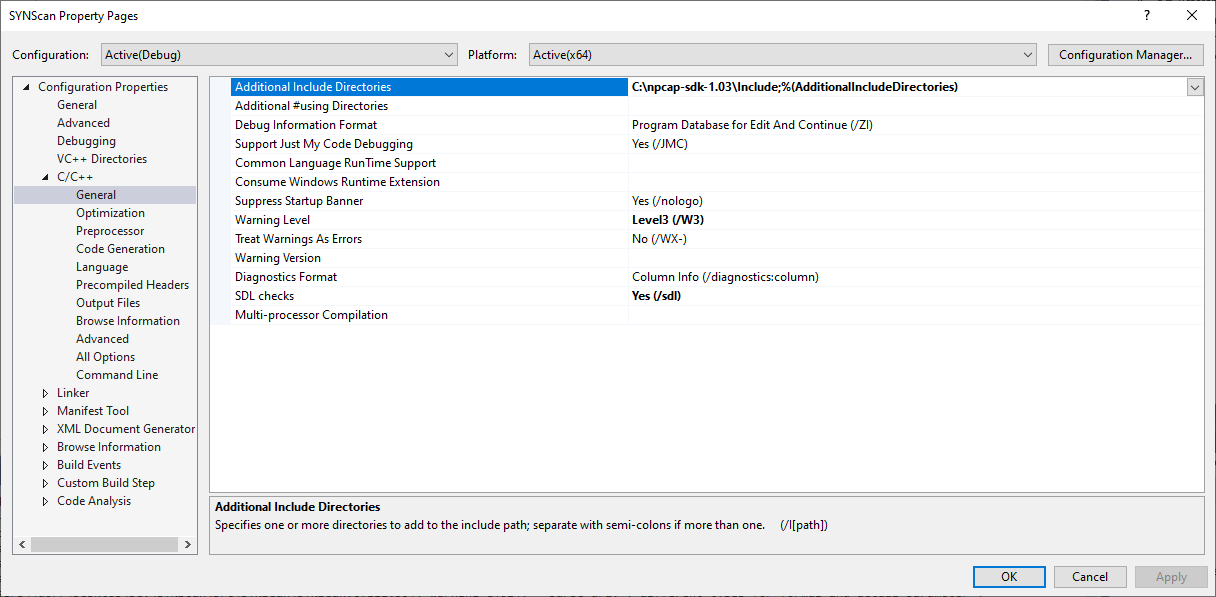 SYNScan Property Pages
?
Configuration: Active(Debug) Platform: Active(x64) Configuration Manager...
Configuration Properties
General
Advanced
Debugging
VC++ Directories
C/C++
General
Optimization
Preprocessor
Code Generation
Language
Precompiled Headers
Output Files
Browse Information
Advanced
All Options
Command Line
Linker
Manifest Tool
XML Document Generator
Browse Information
Build Events
Custom Build Step
Code Analysis
Additional Include Directories C:\npcap-sdk-1.03\Include;%(AdditionalIncludeDirectories)
Additional #using Directories
Debug Information Format Program Database for Edit And Continue (/ZI)
Support Just My Code Debugging Yes (/JMC)
Common Language RunTime Support
Consume Windows Runtime Extension
Suppress Startup Banner Yes (/nologo)
Warning Level Level3 (/W3)
Treat Warnings As Errors No (/WX-)
Warning Version
Diagnostics Format Column Info (/diagnostics:column)
SDL checks Yes (/sdl)
Multi-processor Compilation
Additional Include Directories
Specifies one or more directories to add to the include path; separate with semi-colons if more than one. (/I[path])
OK Cancel Apply